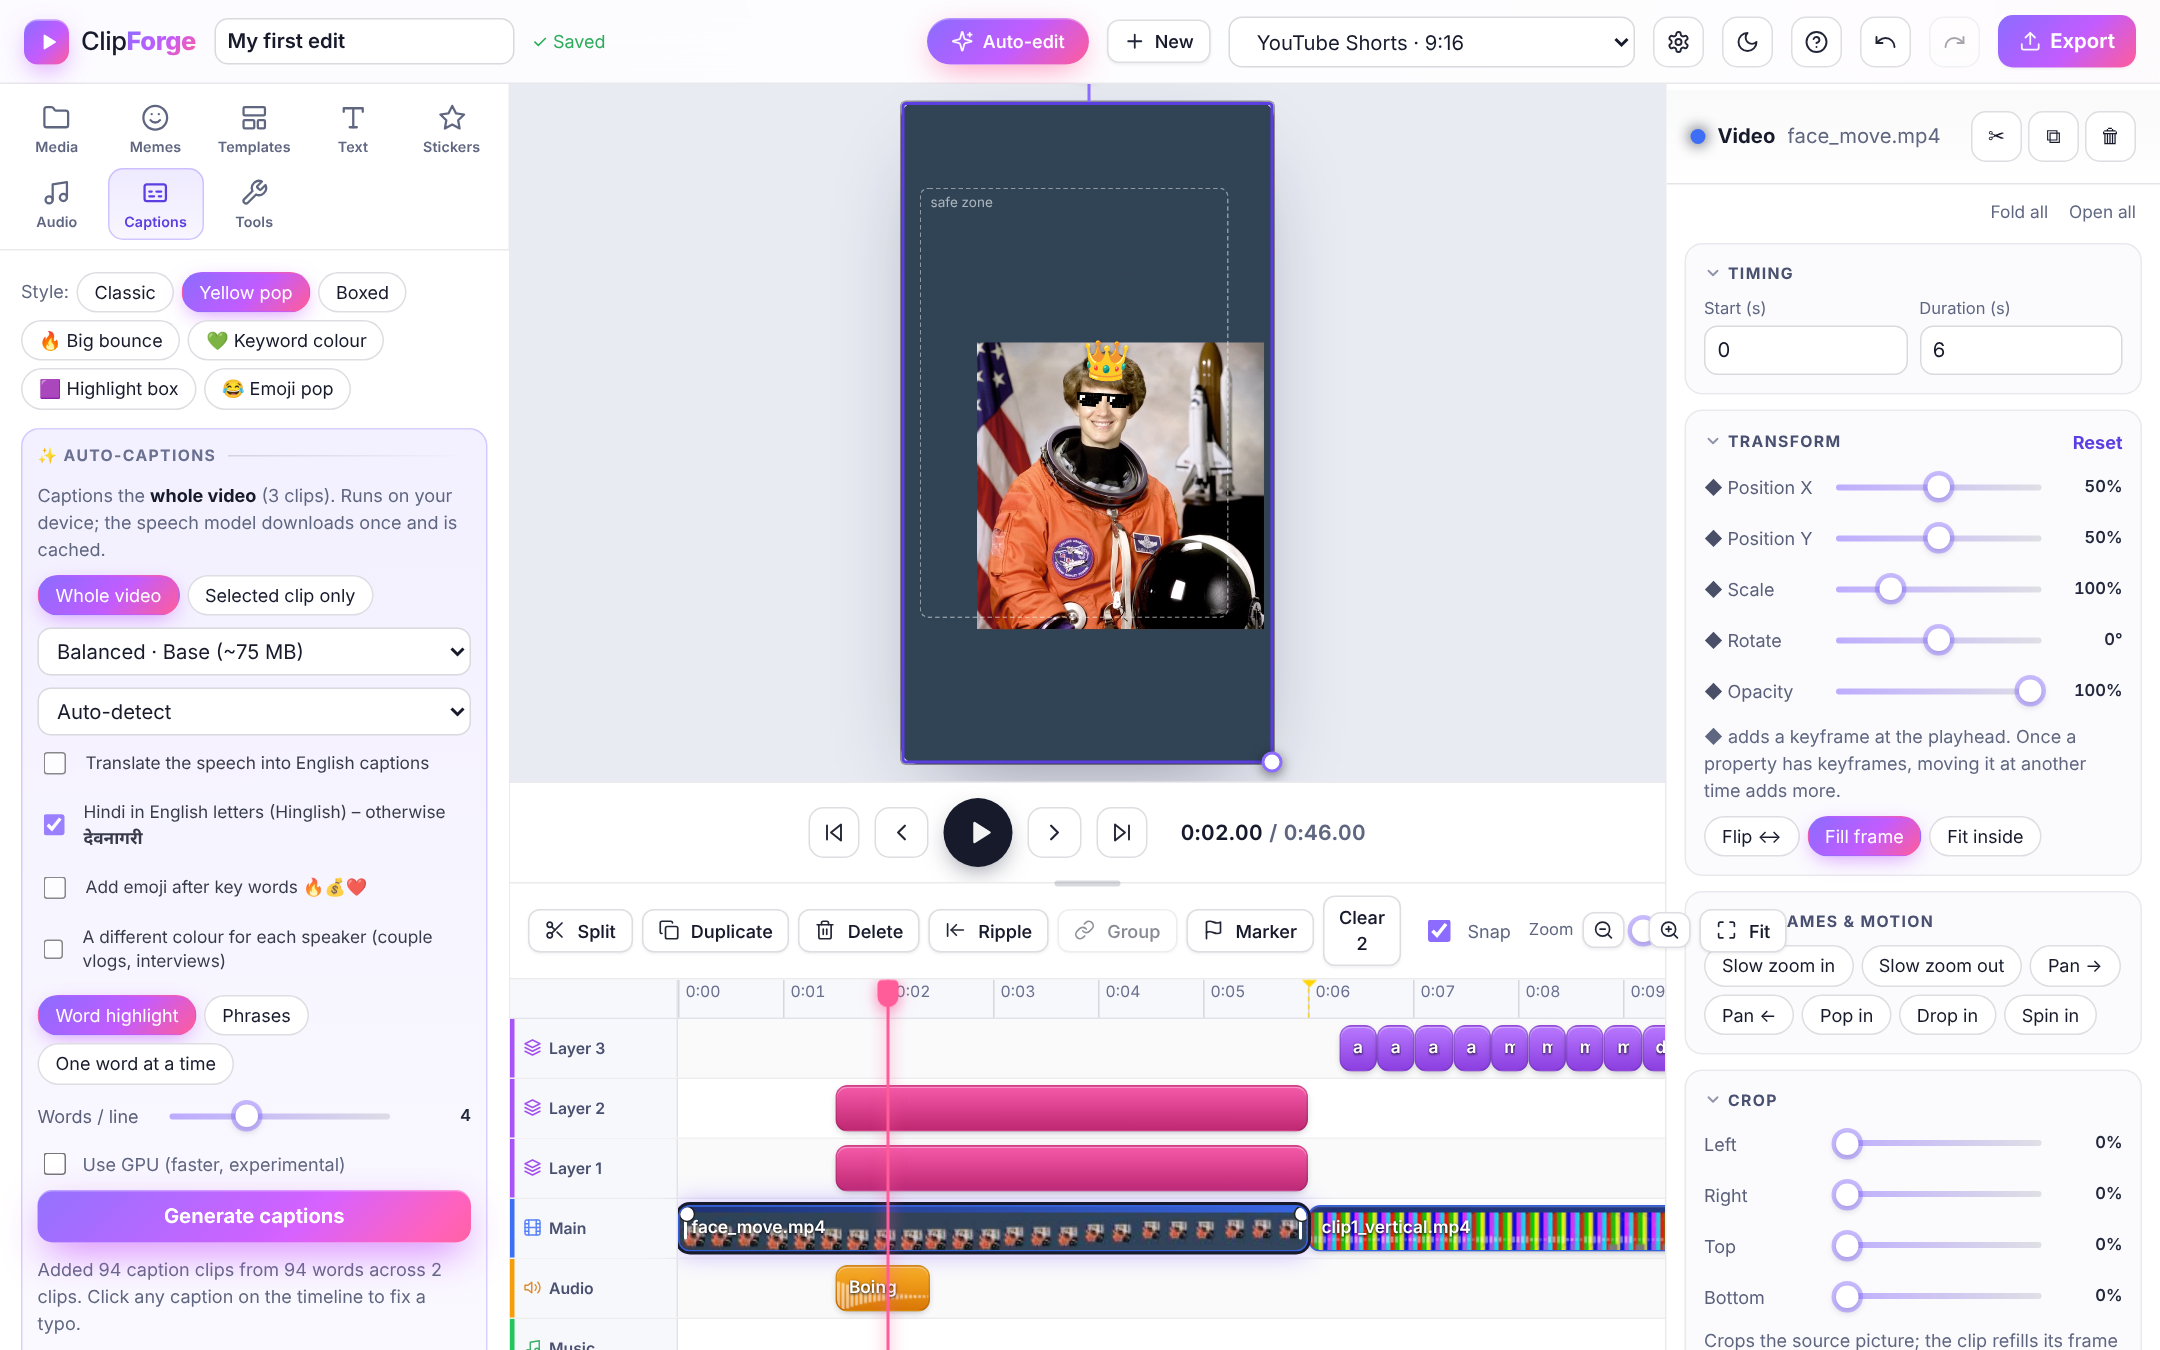 ClipForge
My first edit
✓ Saved
Auto-edit
+ New
YouTube Shorts · 9:16
Export
Media
Memes
Templates
Text
Stickers
Audio
Captions
Tools
Style:
Classic
Yellow pop
Boxed
🔥 Big bounce
💚 Keyword colour
🟪 Highlight box
😂 Emoji pop
✨ AUTO-CAPTIONS
Captions the whole video (3 clips). Runs on your
device; the speech model downloads once and is
cached.
Whole video
Selected clip only
Balanced · Base (~75 MB)
Auto-detect
Translate the speech into English captions
Hindi in English letters (Hinglish) – otherwise
देवनागरी
Add emoji after key words 🔥💰❤️
A different colour for each speaker (couple
vlogs, interviews)
Word highlight
Phrases
One word at a time
Words / line
4
Use GPU (faster, experimental)
Generate captions
Added 94 caption clips from 94 words across 2
clips. Click any caption on the timeline to fix a
typo.
safe zone
0:02.00 / 0:46.00
Split
Duplicate
Delete
Ripple
Group
Marker
Clear
2
Snap
Zoom
Fit
0:00
0:01
0:02
0:03
0:04
0:05
0:06
0:07
0:08
0:09
Layer 3
a
a
a
a
Layer 2
Layer 1
Main
face_move.mp4
clip1_vertical.mp4
Audio
Boing
Music
Video face_move.mp4
Fold all
Open all
TIMING
Start (s)
Duration (s)
0
6
TRANSFORM
Reset
◆ Position X
50%
◆ Position Y
50%
◆ Scale
100%
◆ Rotate
0°
◆ Opacity
100%
◆ adds a keyframe at the playhead. Once a
property has keyframes, moving it at another
time adds more.
Flip ↔
Fill frame
Fit inside
AMES & MOTION
Slow zoom in
Slow zoom out
Pan →
Pan ←
Pop in
Drop in
Spin in
CROP
Left
0%
Right
0%
Top
0%
Bottom
0%
Crops the source picture; the clip refills its frame